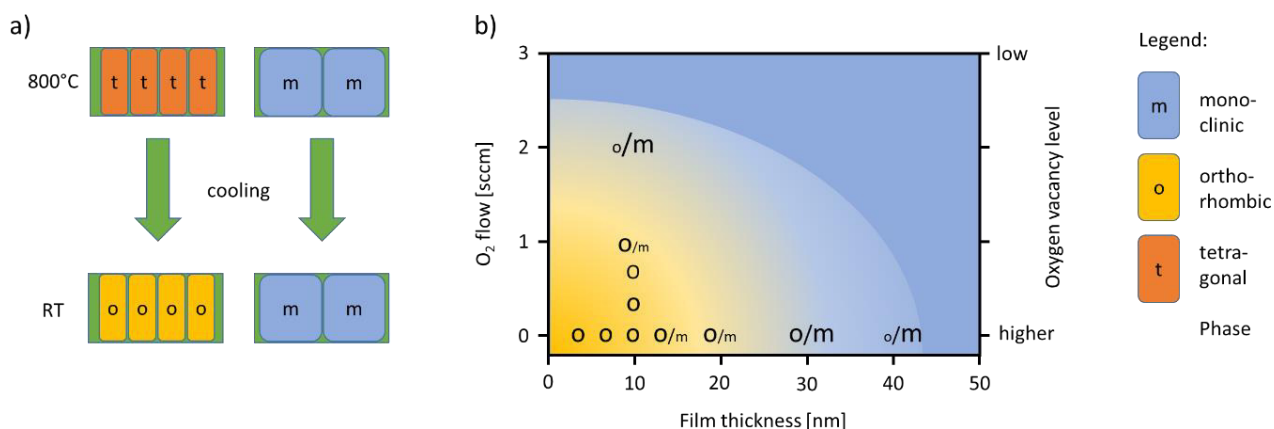 a)
800°C
t t t t
m m
cooling
RT
o o o o
m m
b)
3
2
1
0
O₂ flow [sccm]
o/m
o/m
o
o
o o o o/m o/m o/m o/m
0 10 20 30 40 50
Film thickness [nm]
low
higher
Oxygen vacancy level
Legend:
m
mono-
clinic
o
ortho-
rhombic
t
tetra-
gonal
Phase